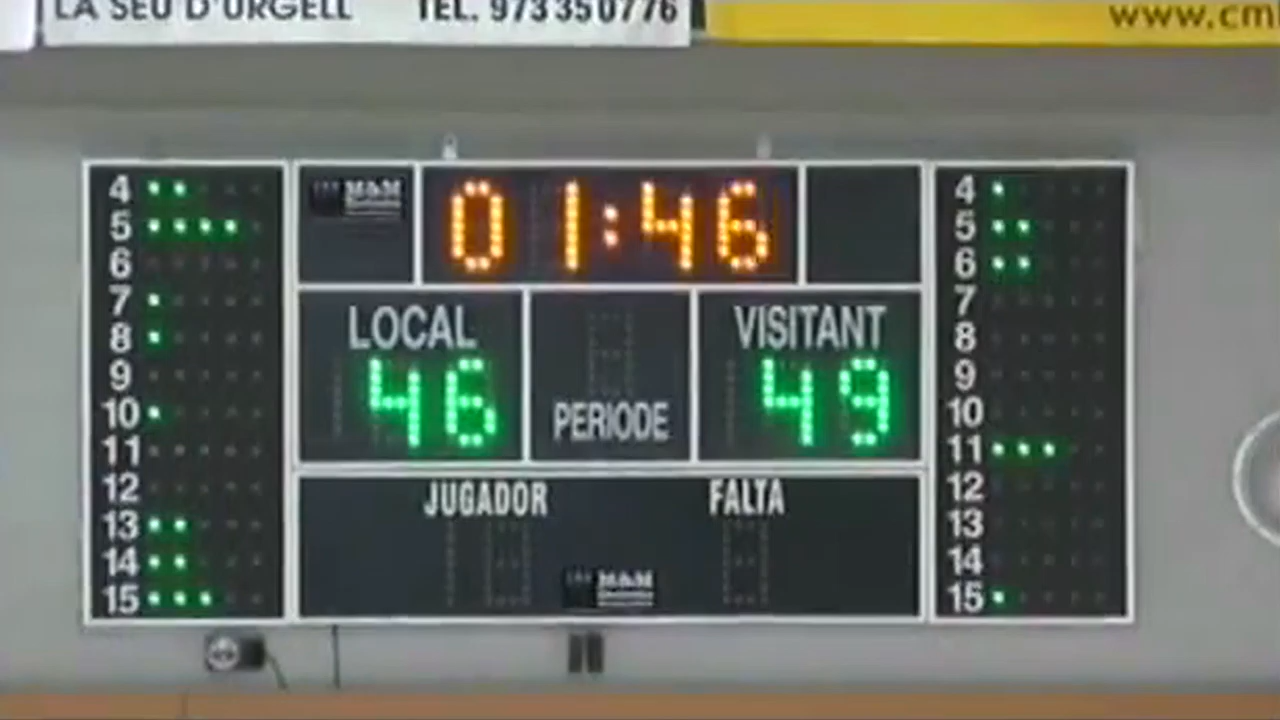 LA SEU D'URGELL TEL. 973 350776
www.cm
4 M&M 01:46 4
5 5
6 6
7 LOCAL VISITANT 7
8 46 49 8
9 9
10 PERIODE 10
11 11
12 JUGADOR FALTA 12
13 13
14 M&M 14
15 15